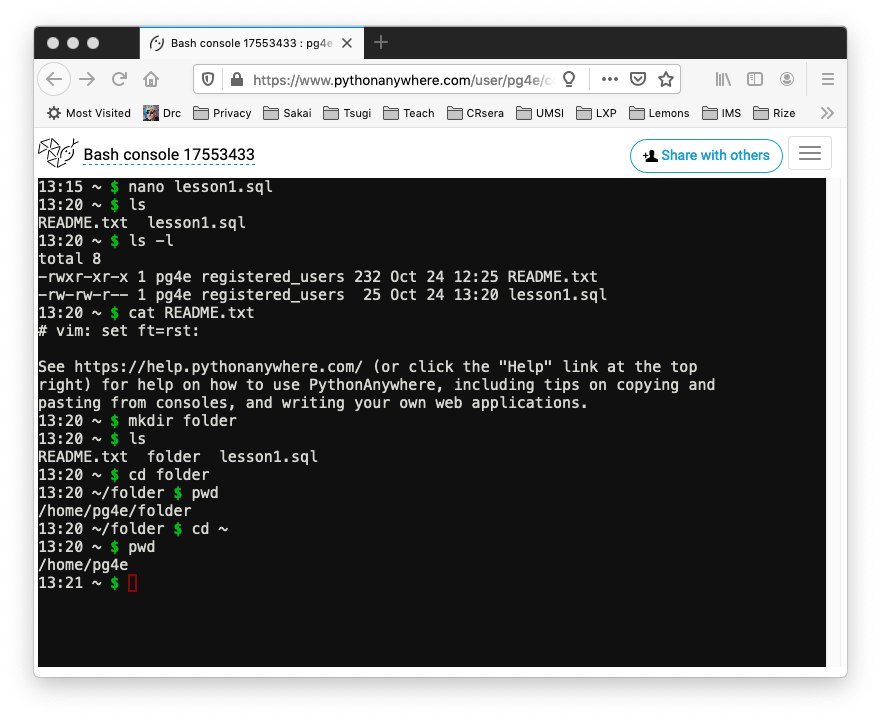 Bash console 17553433 : pg4e
https://www.pythonanywhere.com/user/pg4e/
Most Visited Drc Privacy Sakai Tsugi Teach CRsera UMSI LXP Lemons IMS Rize
Bash console 17553433
Share with others
13:15 ~ $ nano lesson1.sql
13:20 ~ $ ls
README.txt  lesson1.sql
13:20 ~ $ ls -l
total 8
-rwxr-xr-x 1 pg4e registered_users 232 Oct 24 12:25 README.txt
-rw-rw-r-- 1 pg4e registered_users  25 Oct 24 13:20 lesson1.sql
13:20 ~ $ cat README.txt
# vim: set ft=rst:
See https://help.pythonanywhere.com/ (or click the "Help" link at the top
right) for help on how to use PythonAnywhere, including tips on copying and
pasting from consoles, and writing your own web applications.
13:20 ~ $ mkdir folder
13:20 ~ $ ls
README.txt  folder  lesson1.sql
13:20 ~ $ cd folder
13:20 ~/folder $ pwd
/home/pg4e/folder
13:20 ~/folder $ cd ~
13:20 ~ $ pwd
/home/pg4e
13:21 ~ $